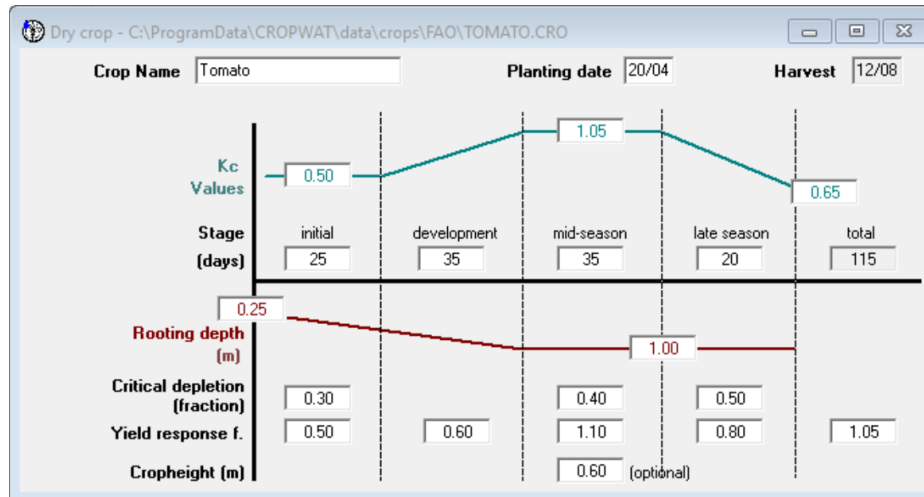 Dry crop - C:\ProgramData\CROPWAT\data\crops\FAO\TOMATO.CRO
Crop Name Tomato Planting date 20/04 Harvest 12/08
1.05
Kc 0.50
Values 0.65
Stage initial development mid-season late season total
(days) 25 35 35 20 115
0.25
Rooting depth
(m) 1.00
Critical depletion
(fraction) 0.30 0.40 0.50
Yield response f. 0.50 0.60 1.10 0.80 1.05
Cropheight (m) 0.60 (optional)